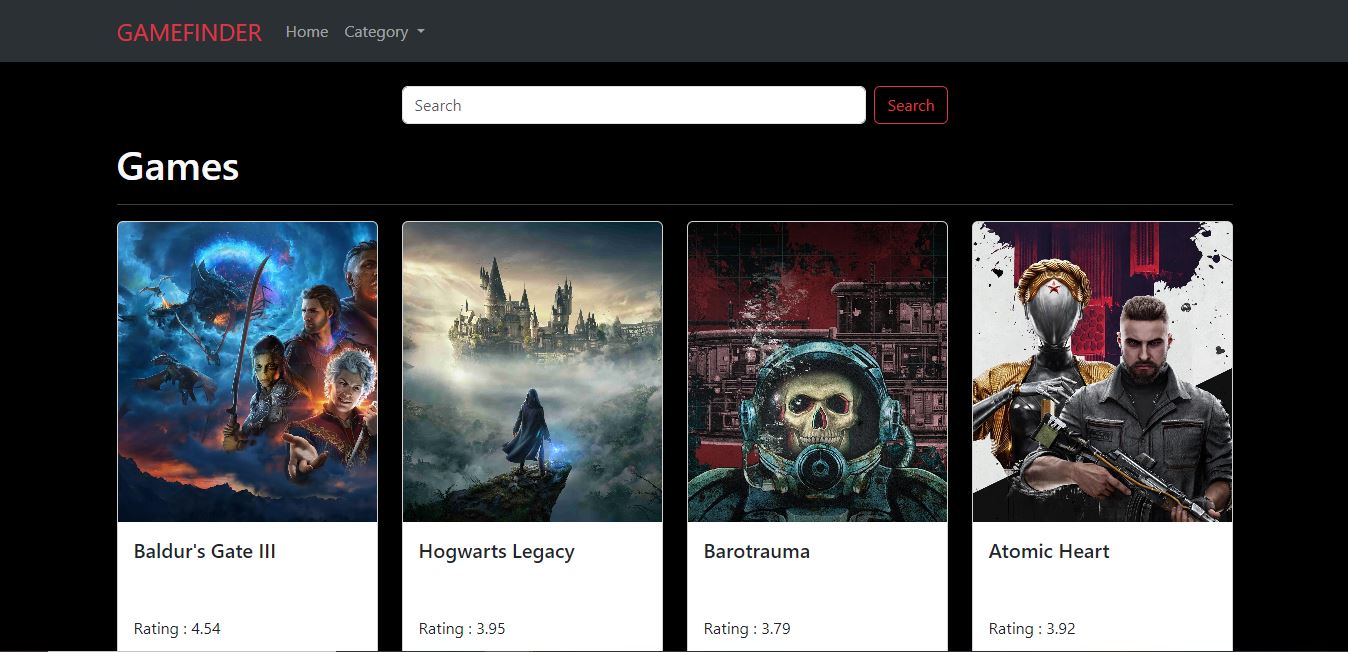 GAMEFINDER Home Category
Search Search
Games
Baldur's Gate III Hogwarts Legacy Barotrauma Atomic Heart
Rating : 4.54 Rating : 3.95 Rating : 3.79 Rating : 3.92